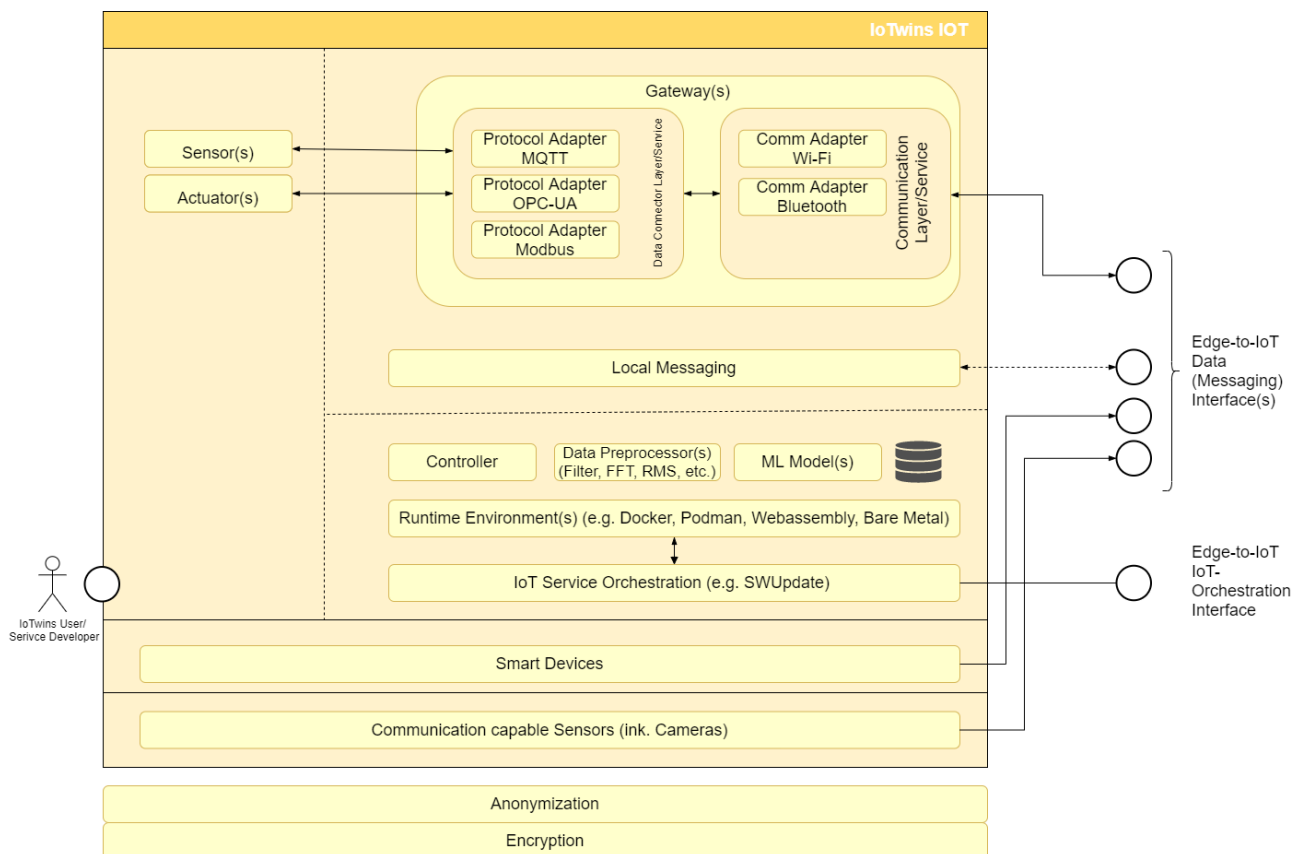 IoTwins IOT
Gateway(s)
Sensor(s)
Actuator(s)
Protocol Adapter
MQTT
Protocol Adapter
OPC-UA
Protocol Adapter
Modbus
Data Connector Layer/Service
Comm Adapter
Wi-Fi
Comm Adapter
Bluetooth
Communication
Layer/Service
Local Messaging
Edge-to-IoT
Data
(Messaging)
Interface(s)
Controller
Data Preprocessor(s)
(Filter, FFT, RMS, etc.)
ML Model(s)
Runtime Environment(s) (e.g. Docker, Podman, Webassembly, Bare Metal)
IoT Service Orchestration (e.g. SWUpdate)
Edge-to-IoT
IoT-
Orchestration
Interface
IoTwins User/
Serivce Developer
Smart Devices
Communication capable Sensors (ink. Cameras)
Anonymization
Encryption